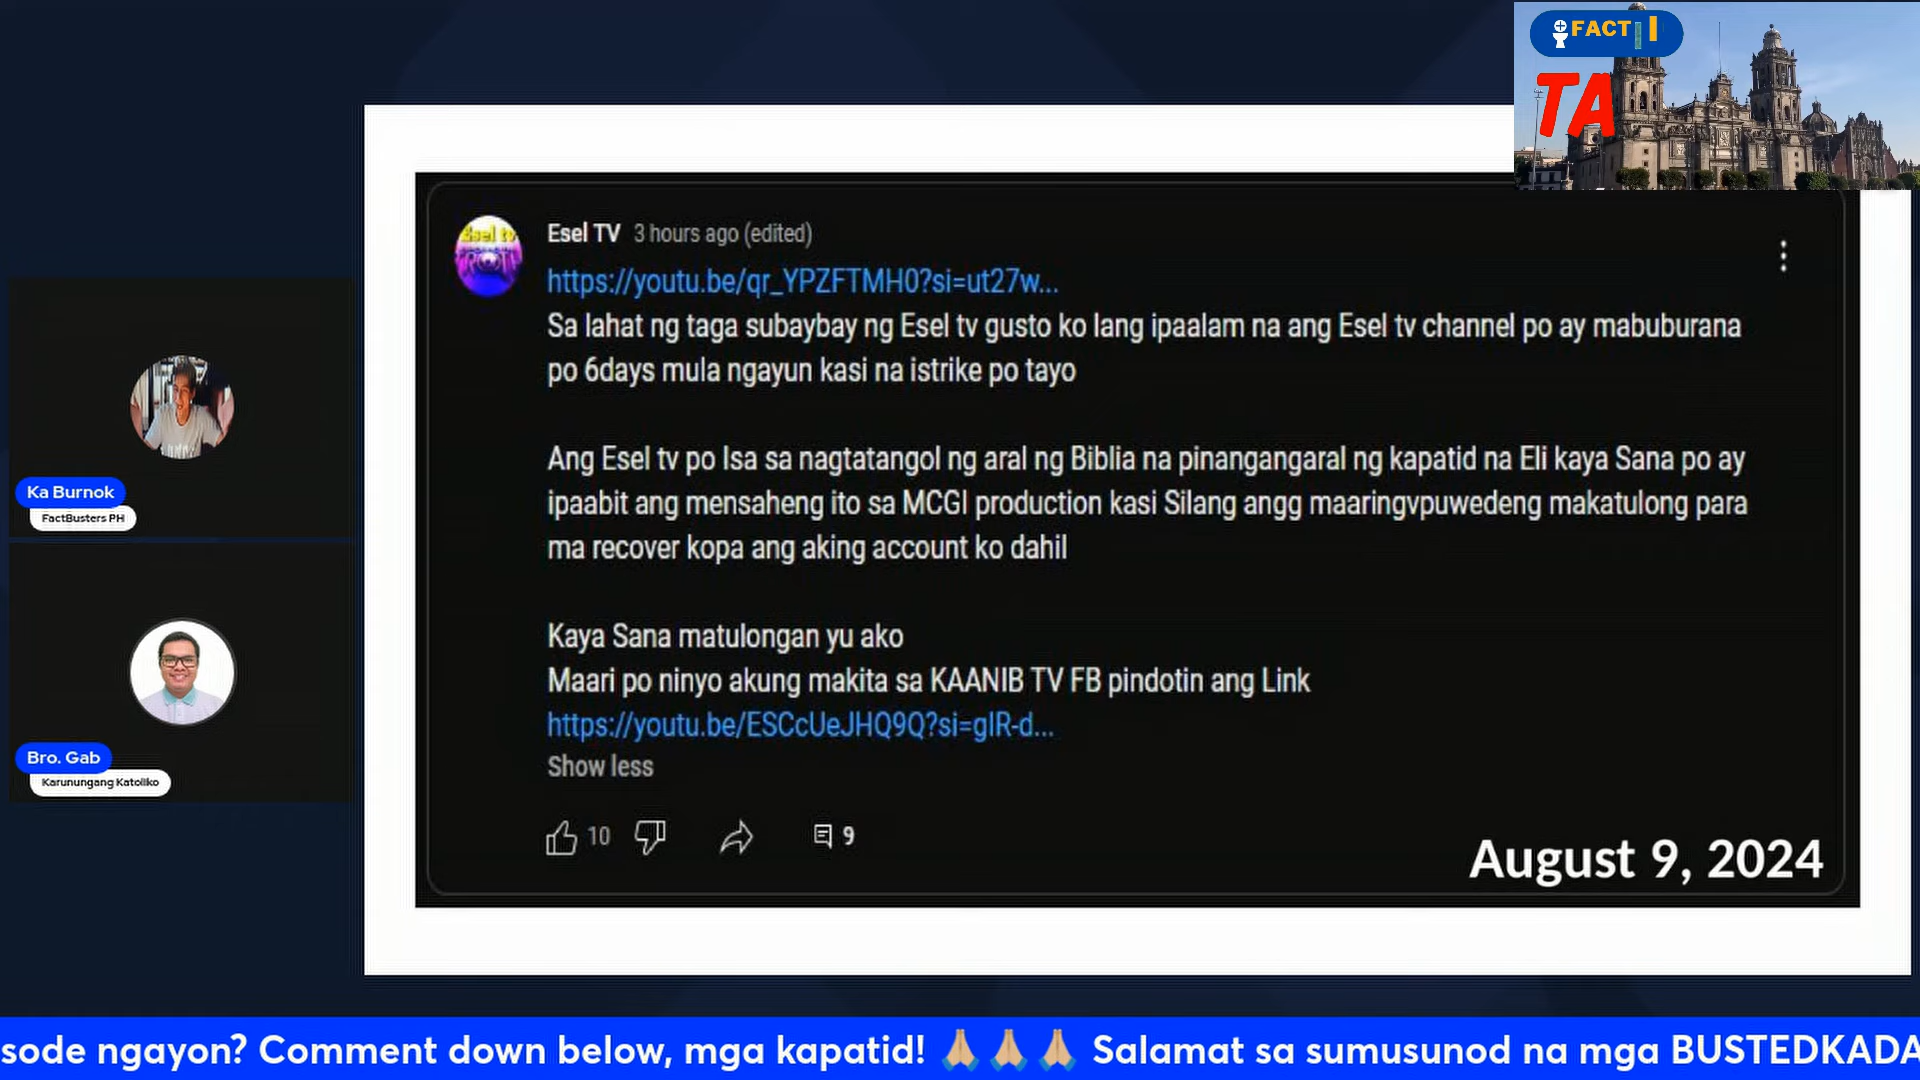 FACT
TA
Esel TV 3 hours ago (edited)
https://youtu.be/qr_YPZFTMH0?si=ut27w...
Sa lahat ng taga subaybay ng Esel tv gusto ko lang ipaalam na ang Esel tv channel po ay mabuburana
po 6days mula ngayun kasi na istrike po tayo
Ang Esel tv po Isa sa nagtatangol ng aral ng Biblia na pinangangaral ng kapatid na Eli kaya Sana po ay
ipaabit ang mensaheng ito sa MCGI production kasi Silang angg maaringvpuwedeng makatulong para
ma recover kopa ang aking account ko dahil
Kaya Sana matulongan yu ako
Maari po ninyo akung makita sa KAANIB TV FB pindotin ang Link
https://youtu.be/ESCcUeJHQ9Q?si=glR-d...
Show less
10
9
August 9, 2024
Ka Burnok
FactBusters PH
Bro. Gab
Karunungang Katoliko
sode ngayon? Comment down below, mga kapatid! 🙏🏼🙏🏼🙏🏼 Salamat sa sumusunod na mga BUSTEDKADA